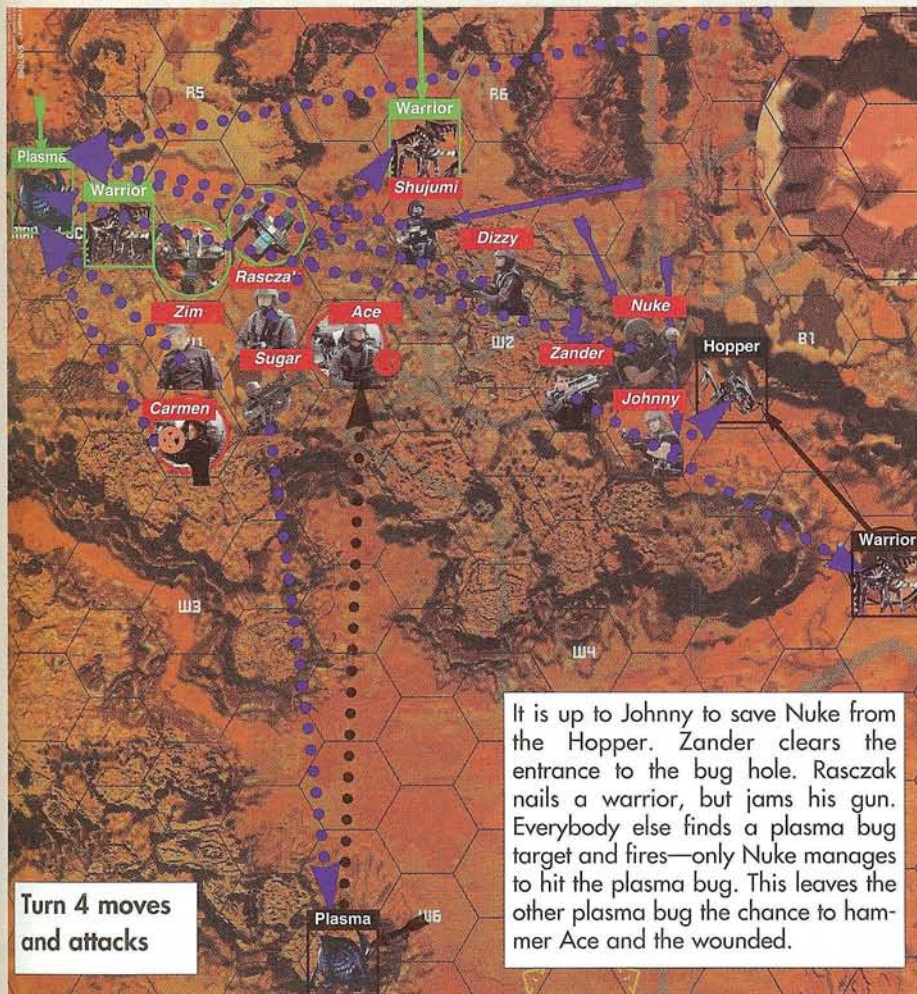 R5
R6
Warrior
Plasma
Shujumi
Warrior
Dizzy
Rascza'
Zim
Ace
Nuke
W2
Hopper
B1
Sugar
Zander
Johnny
Carmen
Warrior
W3
W4
It is up to Johnny to save Nuke from
the Hopper. Zander clears the
entrance to the bug hole. Rasczak
nails a warrior, but jams his gun.
Everybody else finds a plasma bug
target and fires—only Nuke manages
to hit the plasma bug. This leaves the
other plasma bug the chance to ham-
mer Ace and the wounded.
Turn 4 moves
and attacks
Plasma
W6